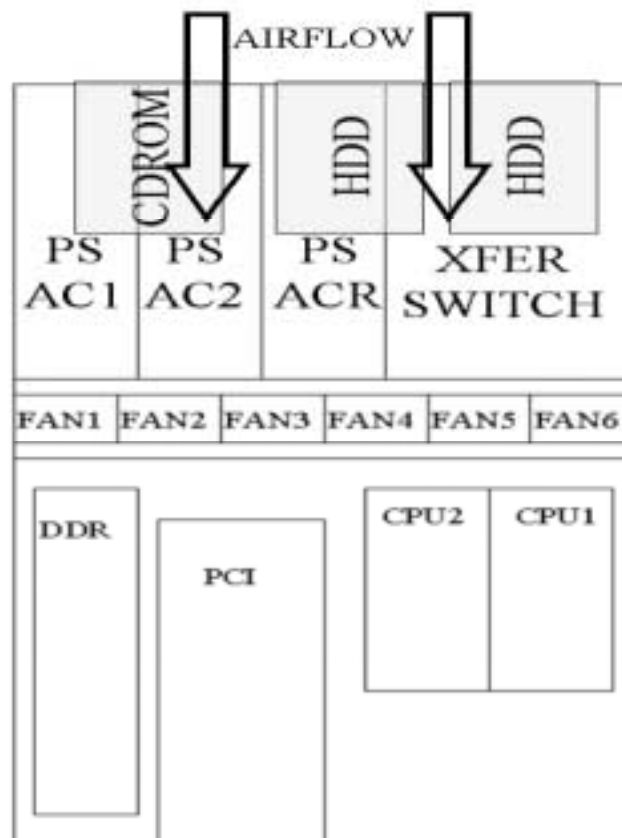 AIRFLOW
CDROM
HDD
HDD
PS AC1
PS AC2
PS ACR
XFER SWITCH
FAN1 FAN2 FAN3 FAN4 FAN5 FAN6
DDR
PCI
CPU2 CPU1